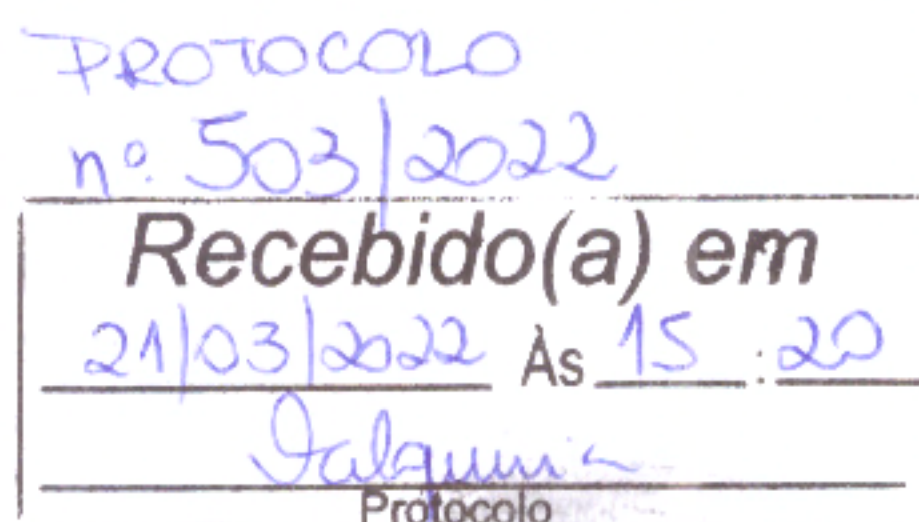 PROTOCOLO
nº 503/2022
Recebido(a) em
21/03/2022 Às 15:20
Protocolo